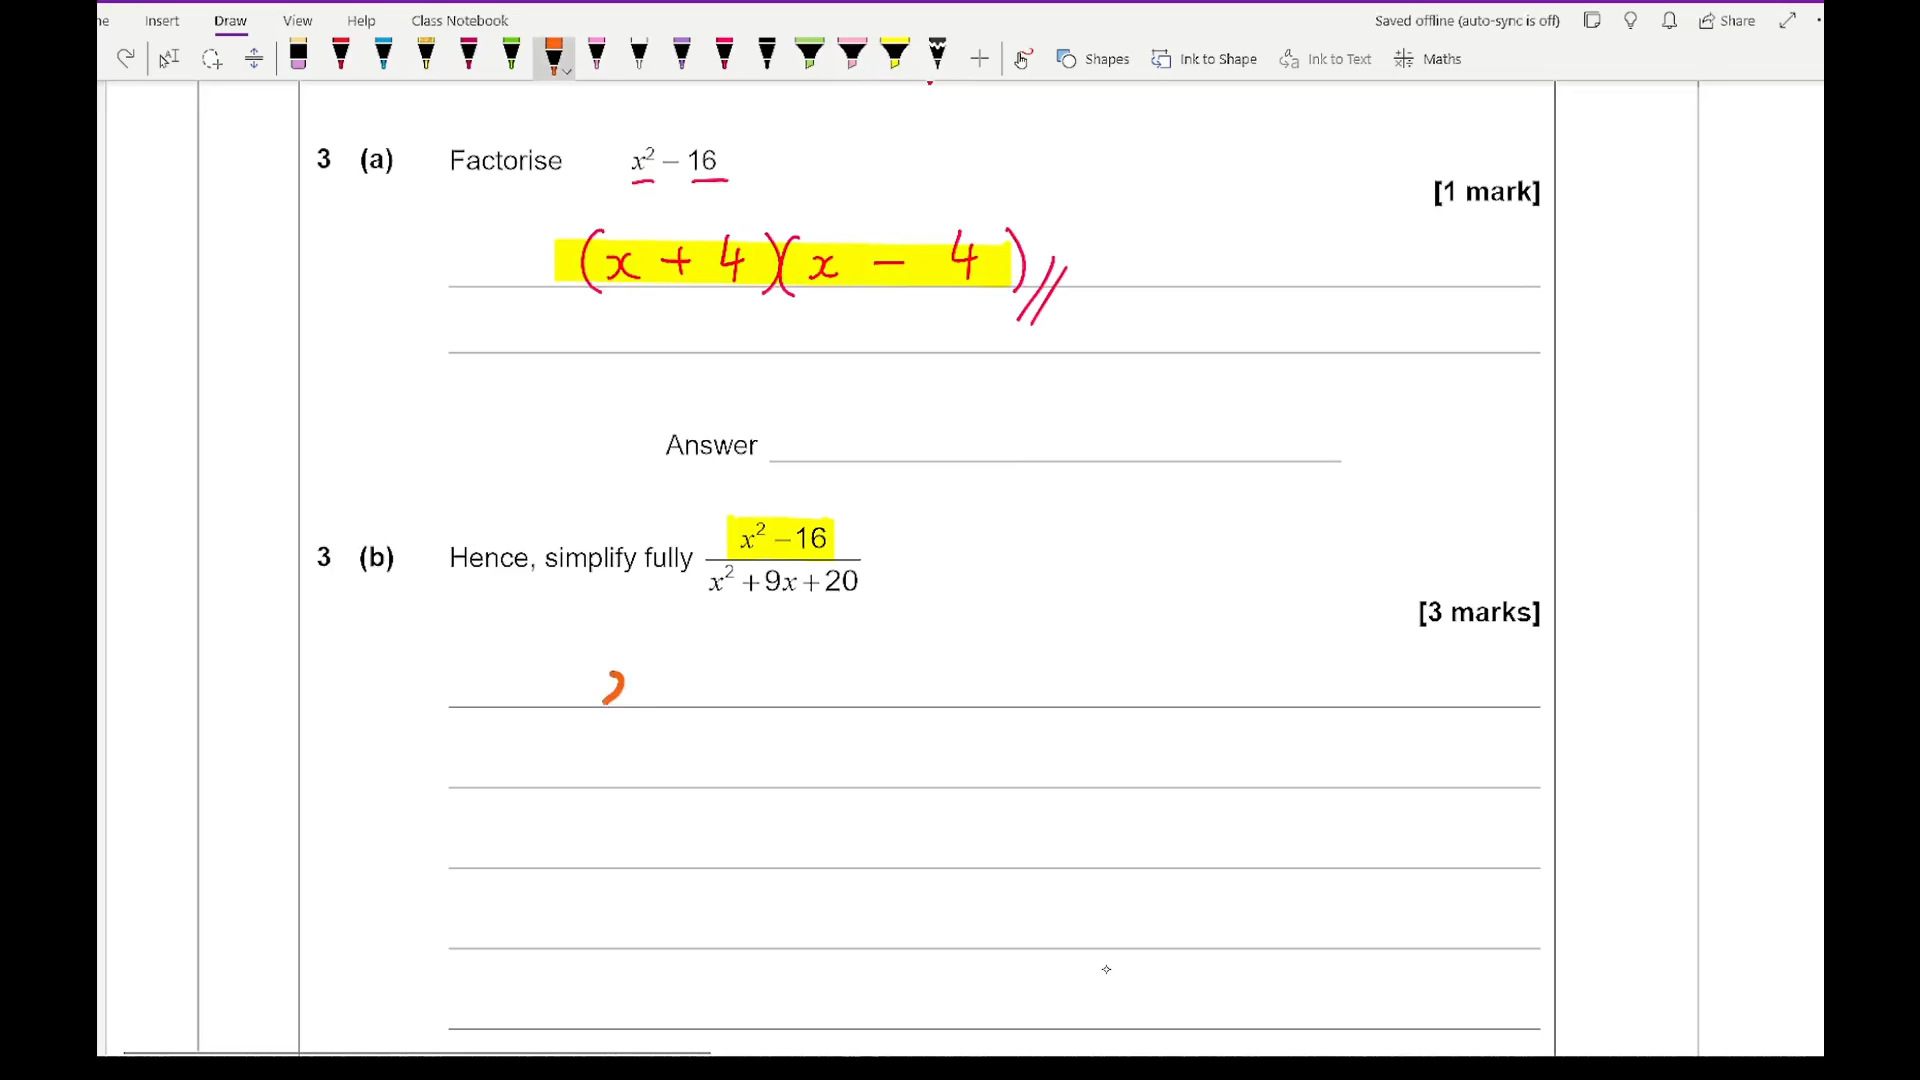 Insert Draw View Help Class Notebook Saved offline (auto-sync is off) Share
Shapes Ink to Shape Ink to Text Maths
3 (a) Factorise x² – 16
[1 mark]
(x + 4)(x – 4)
Answer
3 (b) Hence, simplify fully x² – 16
x² + 9x + 20
[3 marks]